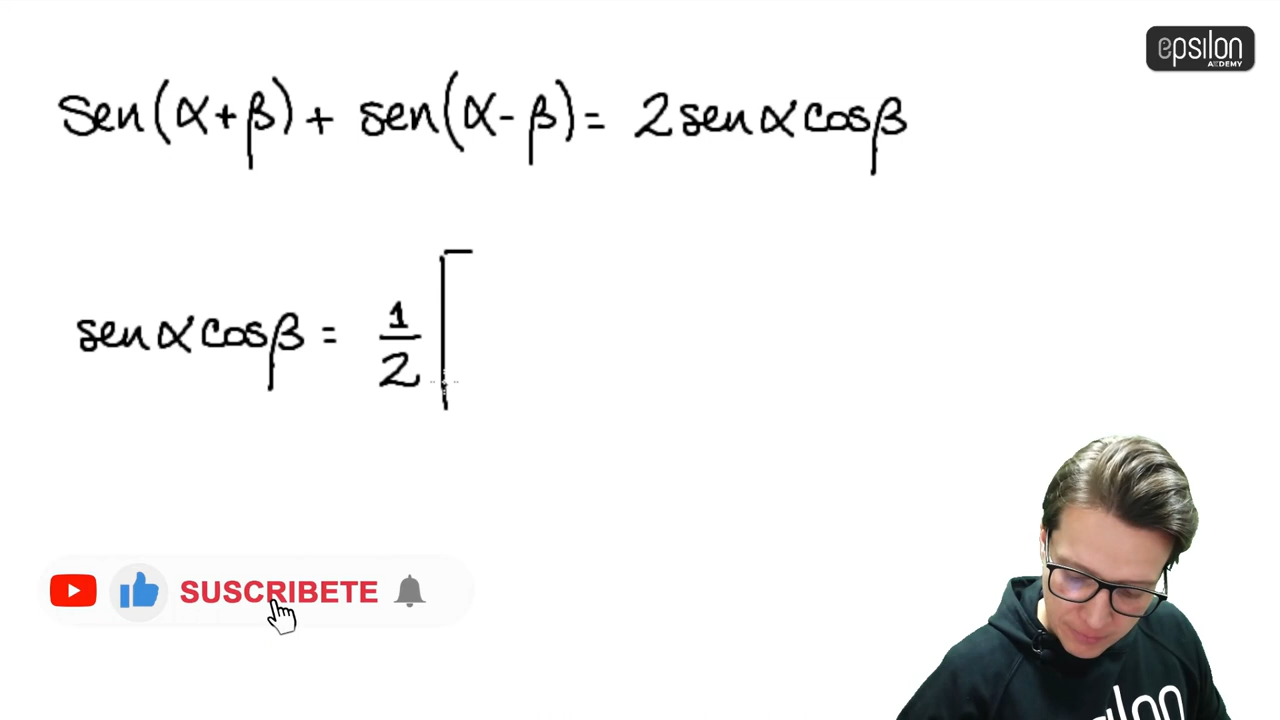 epsilon
ACADEMY
Sen(α+β)+ sen(α-β)= 2senαcosβ
senαcosβ = 1/2 [
SUSCRIBETE